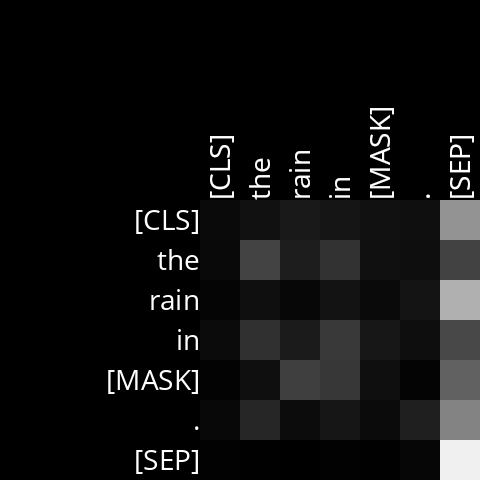 [CLS] the rain in [MASK] . [SEP]
[CLS]
the
rain
in
[MASK]
.
[SEP]